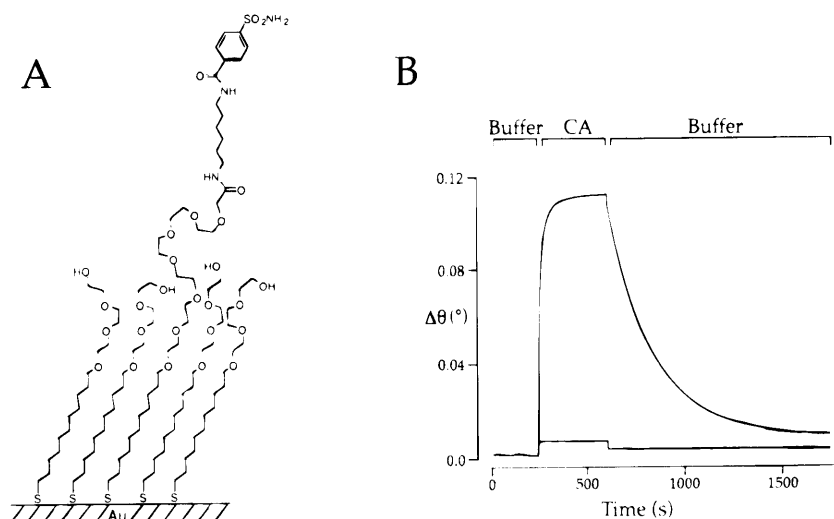 A
SO₂NH₂
O
NH
HN
O
O
O
O
O
O
O
HO
HO
OH
OH
O
O
O
O
O
O
O
O
O
O
O
O
S S S S S
Au
B
Buffer CA Buffer
0.12
0.08
Δθ (°)
0.04
0.0
0 500 1000 1500
Time (s)